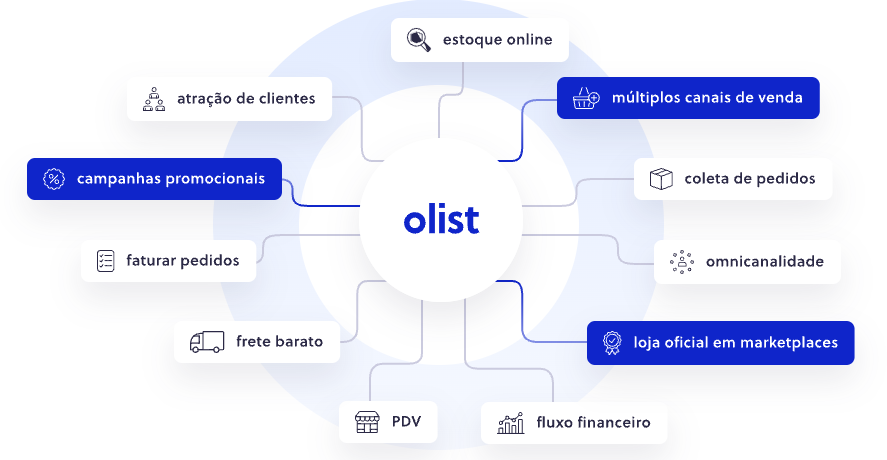 estoque online
atração de clientes
múltiplos canais de venda
campanhas promocionais
coleta de pedidos
olist
faturar pedidos
omnicanalidade
frete barato
loja oficial em marketplaces
PDV
fluxo financeiro